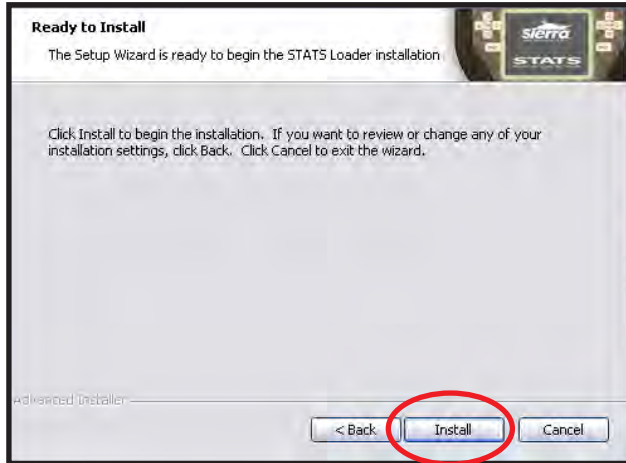 Ready to Install
The Setup Wizard is ready to begin the STATS Loader installation
sierra
STATS
Click Install to begin the installation. If you want to review or change any of your
installation settings, click Back. Click Cancel to exit the wizard.
Advanced Installer
< Back
Install
Cancel